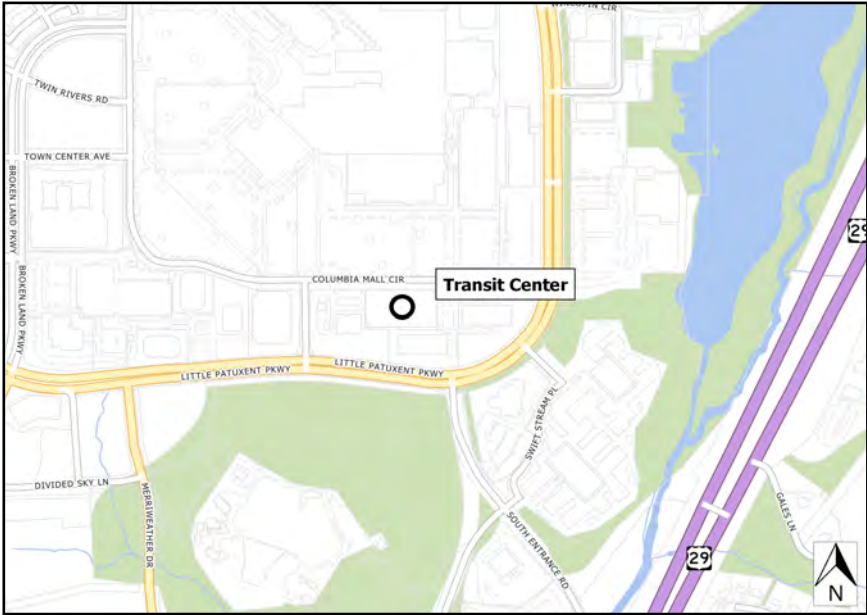 WINCOPIN CIR
TWIN RIVERS RD
TOWN CENTER AVE
BROKEN LAND PKWY
29
BROKEN LAND PKWY
COLUMBIA MALL CIR
Transit Center
LITTLE PATUXENT PKWY
LITTLE PATUXENT PKWY
SWIFT STREAM PL
DIVIDED SKY LN
MERRIWEATHER DR
SOUTH ENTRANCE RD
GALES LN
29
N